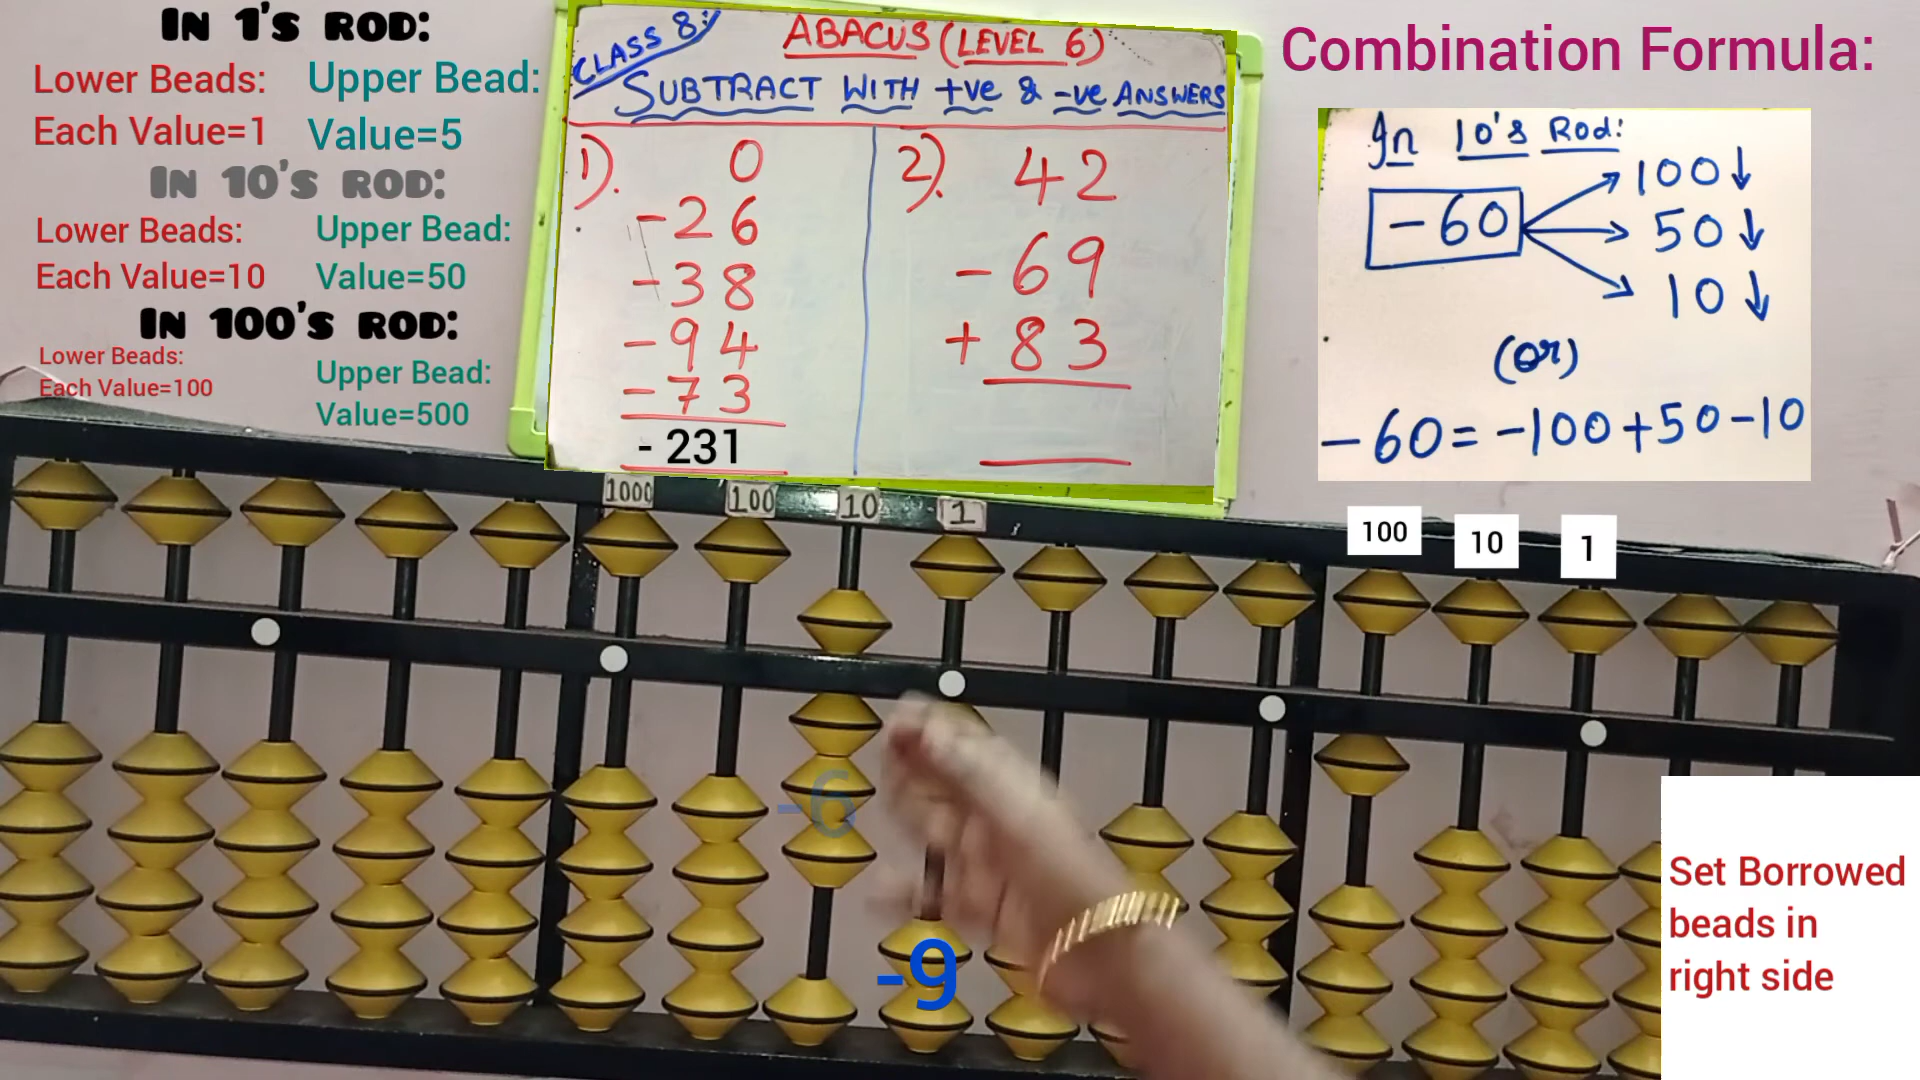 In 1's rod:
Lower Beads:
Each Value=1
Upper Bead:
Value=5
In 10's rod:
Lower Beads:
Each Value=10
Upper Bead:
Value=50
In 100's rod:
Lower Beads:
Each Value=100
Upper Bead:
Value=500
CLASS 8:
ABACUS (LEVEL 6)
SUBTRACT WITH +ve & -ve ANSWERS
1). 0
-26
-38
-94
-73
- 231
2). 42
-69
+83
Combination Formula:
In 10's Rod:
-60
100↓
50↓
10↓
(or)
-60=-100+50-10
1000 100 10 1
100 10 1
-6
-9
Set Borrowed
beads in
right side